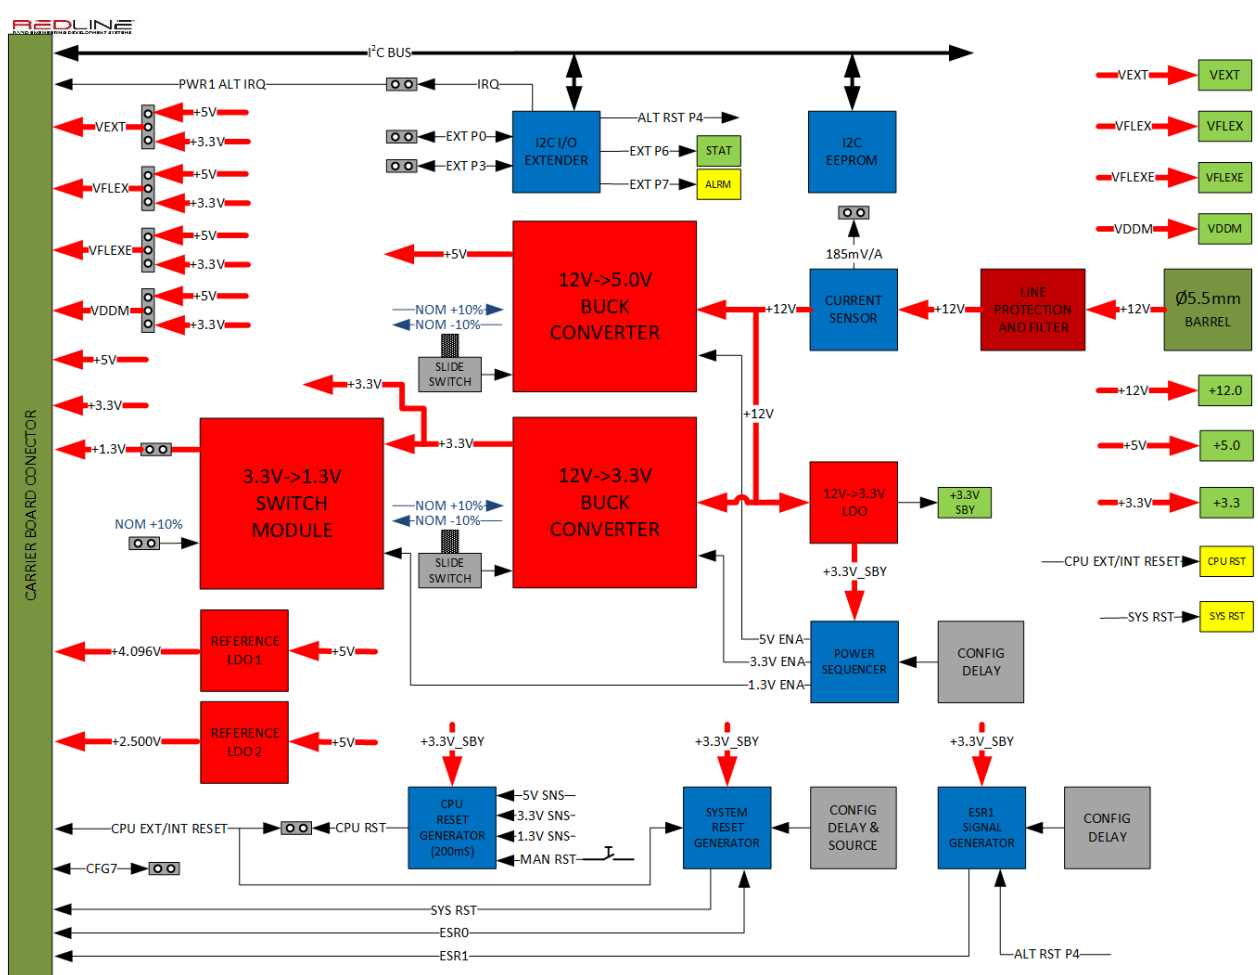 REDLINE
RAPID ENGINEERING DEVELOPMENT SYSTEMS
CARRIER BOARD CONECTOR
I²C BUS
PWR1 ALT IRQ
IRQ
VEXT
+5V
+3.3V
VFLEX
+5V
+3.3V
VFLEXE
+5V
+3.3V
VDDM
+5V
+3.3V
+5V
+3.3V
+1.3V
EXT P0
EXT P3
I2C I/O
EXTENDER
ALT RST P4
EXT P6
STAT
EXT P7
ALRM
I2C
EEPROM
185mV/A
+5V
12V->5.0V
BUCK
CONVERTER
NOM +10%
NOM -10%
SLIDE
SWITCH
+12V
CURRENT
SENSOR
+12V
LINE
PROTECTION
AND FILTER
+12V
Ø5.5mm
BARREL
VEXT
VEXT
VFLEX
VFLEX
VFLEXE
VFLEXE
VDDM
VDDM
+12V
+12.0
+5V
+5.0
+3.3V
+3.3
CPU EXT/INT RESET
CPU RST
SYS RST
SYS RST
+3.3V
+3.3V
3.3V->1.3V
SWITCH
MODULE
NOM +10%
12V->3.3V
BUCK
CONVERTER
NOM +10%
NOM -10%
SLIDE
SWITCH
+12V
12V->3.3V
LDO
+3.3V
SBY
+3.3V_SBY
5V ENA
3.3V ENA
1.3V ENA
POWER
SEQUENCER
CONFIG
DELAY
+4.096V
REFERENCE
LDO 1
+5V
+2.500V
REFERENCE
LDO 2
+5V
+3.3V_SBY
+3.3V_SBY
+3.3V_SBY
CPU EXT/INT RESET
CPU RST
CPU
RESET
GENERATOR
(200mS)
5V SNS
3.3V SNS
1.3V SNS
MAN RST
SYSTEM
RESET
GENERATOR
CONFIG
DELAY &
SOURCE
ESR1
SIGNAL
GENERATOR
CONFIG
DELAY
CFG7
SYS RST
ESR0
ESR1
ALT RST P4